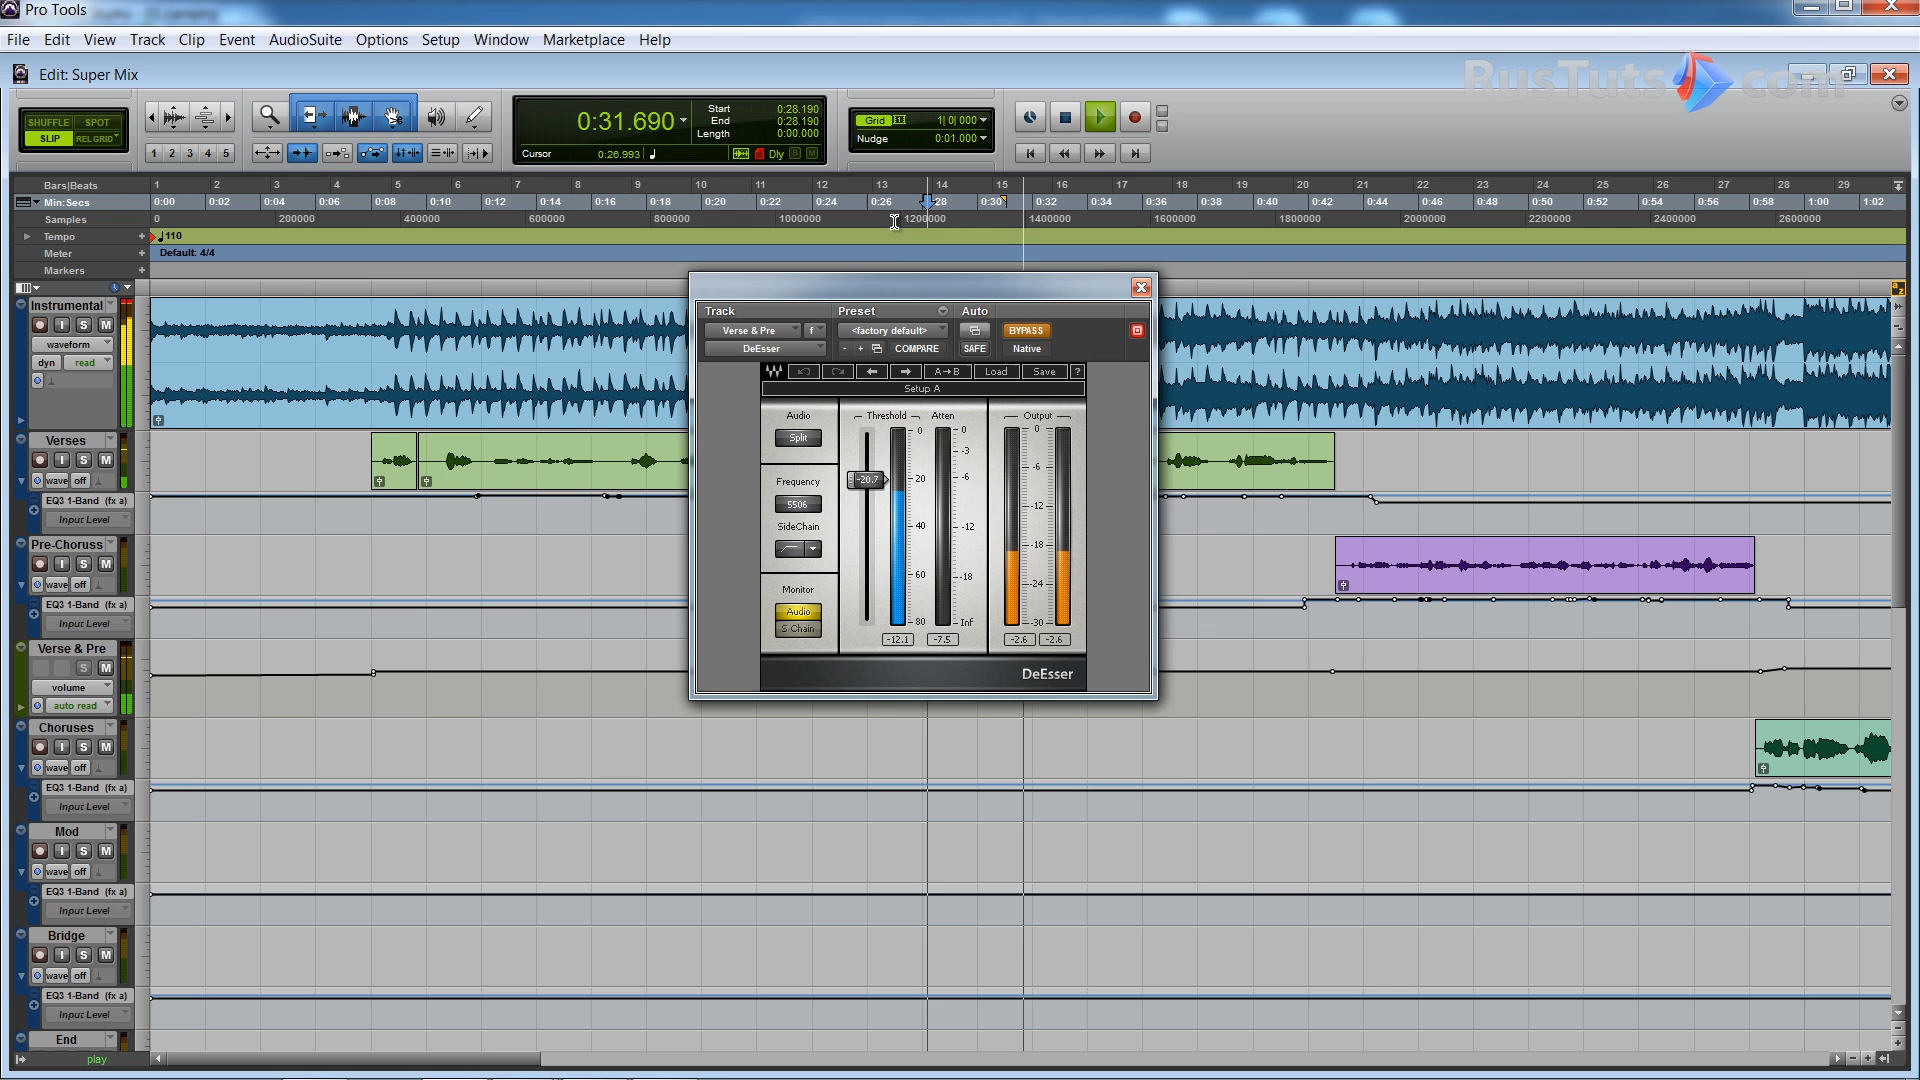 Pro Tools
File Edit View Track Clip Event AudioSuite Options Setup Window Marketplace Help
Edit: Super Mix
RusTuts.com
SHUFFLE SPOT
SLIP REL GRID
1 2 3 4 5
0:31.690
Start 0:28.190
End 0:28.190
Length 0:00.000
Cursor 0:26.993 Dly S M
Grid 1| 0| 000
Nudge 0:01.000
Bars|Beats 1 2 3 4 5 6 7 8 9 10 11 12 13 14 15 16 17 18 19 20 21 22 23 24 25 26 27 28 29
Min:Secs 0:00 0:02 0:04 0:06 0:08 0:10 0:12 0:14 0:16 0:18 0:20 0:22 0:24 0:26 28 0:30 0:32 0:34 0:36 0:38 0:40 0:42 0:44 0:46 0:48 0:50 0:52 0:54 0:56 0:58 1:00 1:02
Samples 0 200000 400000 600000 800000 1000000 1200000 1400000 1600000 1800000 2000000 2200000 2400000 2600000
Tempo + 110
Meter + Default: 4/4
Markers +
Instrumental
I S M
waveform
dyn read
Verses
I S M
wave off
EQ3 1-Band (fx a)
Input Level
Pre-Choruss
I S M
wave off
EQ3 1-Band (fx a)
Input Level
Verse & Pre
S M
volume
auto read
Choruses
I S M
wave off
EQ3 1-Band (fx a)
Input Level
Mod
I S M
wave off
EQ3 1-Band (fx a)
Input Level
Bridge
I S M
wave off
EQ3 1-Band (fx a)
Input Level
End
play
a z
Track Preset Auto
Verse & Pre f <factory default> BYPASS
DeEsser - + COMPARE SAFE Native
A→B Load Save ?
Setup A
Audio
Split
Frequency
5506
SideChain
Monitor
Audio
S Chain
Threshold Atten
-20.7
0
20
40
60
80
0
-3
-6
-12
-18
Inf
-12.1 -7.5
Output
0
-6
-12
-18
-24
-30
-2.6 -2.6
DeEsser